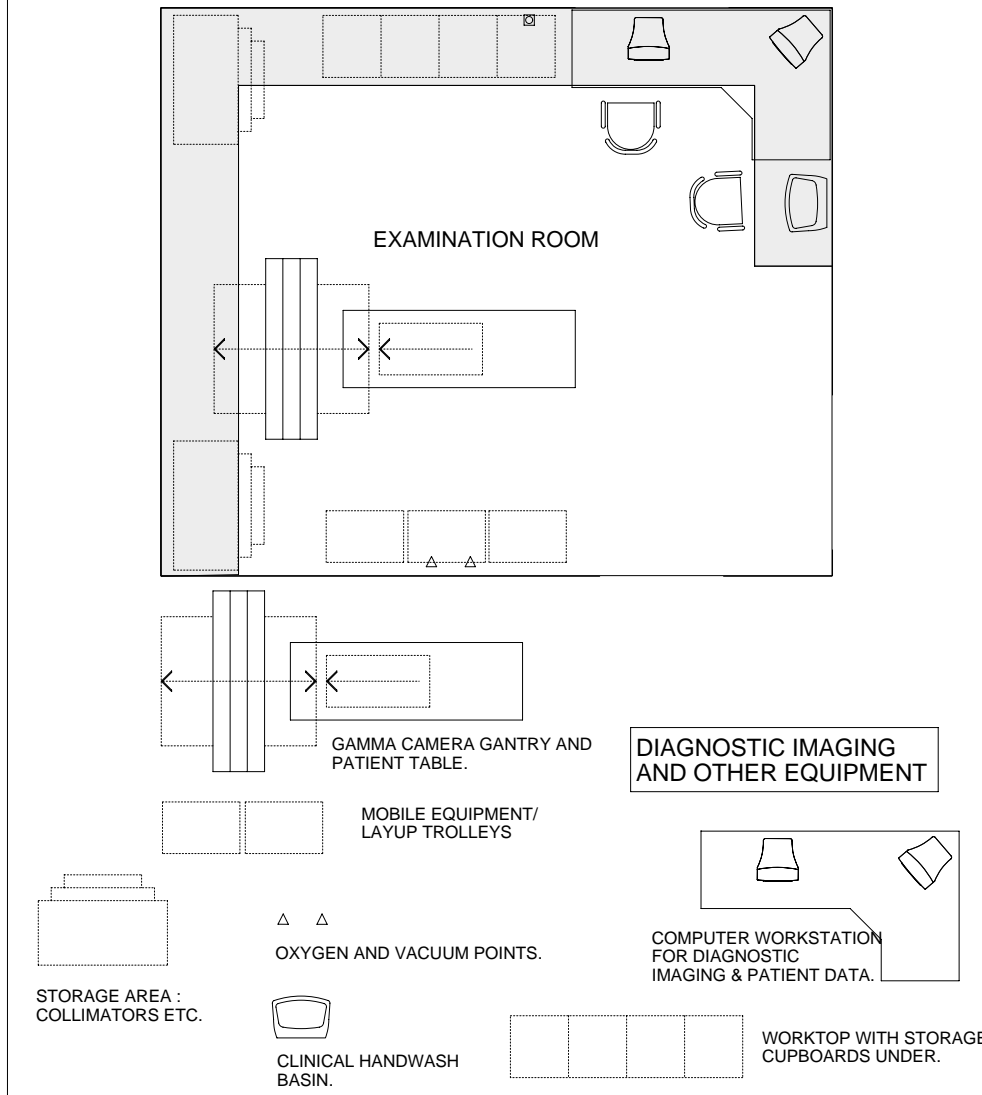 EXAMINATION ROOM
GAMMA CAMERA GANTRY AND
PATIENT TABLE.
DIAGNOSTIC IMAGING
AND OTHER EQUIPMENT
MOBILE EQUIPMENT/
LAYUP TROLLEYS
OXYGEN AND VACUUM POINTS.
COMPUTER WORKSTATION
FOR DIAGNOSTIC
IMAGING & PATIENT DATA.
STORAGE AREA :
COLLIMATORS ETC.
CLINICAL HANDWASH
BASIN.
WORKTOP WITH STORAGE
CUPBOARDS UNDER.